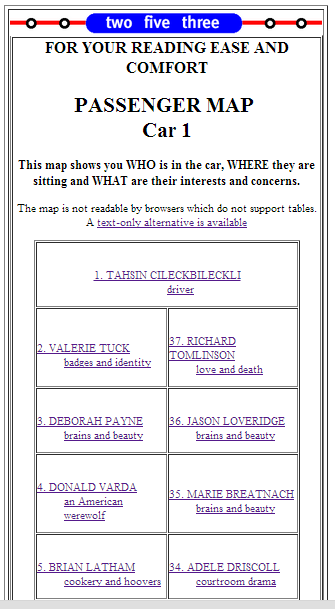 two five three
FOR YOUR READING EASE AND
COMFORT
PASSENGER MAP
Car 1
This map shows you WHO is in the car, WHERE they are
sitting and WHAT are their interests and concerns.
The map is not readable by browsers which do not support tables.
A text-only alternative is available
1. TAHSIN CILECKBILECKLI
driver
2. VALERIE TUCK
badges and identity
37. RICHARD
TOMLINSON
love and death
3. DEBORAH PAYNE
brains and beauty
36. JASON LOVERIDGE
brains and beauty
4. DONALD VARDA
an American
werewolf
35. MARIE BREATNACH
brains and beauty
5. BRIAN LATHAM
cookery and hoovers
34. ADELE DRISCOLL
courtroom drama